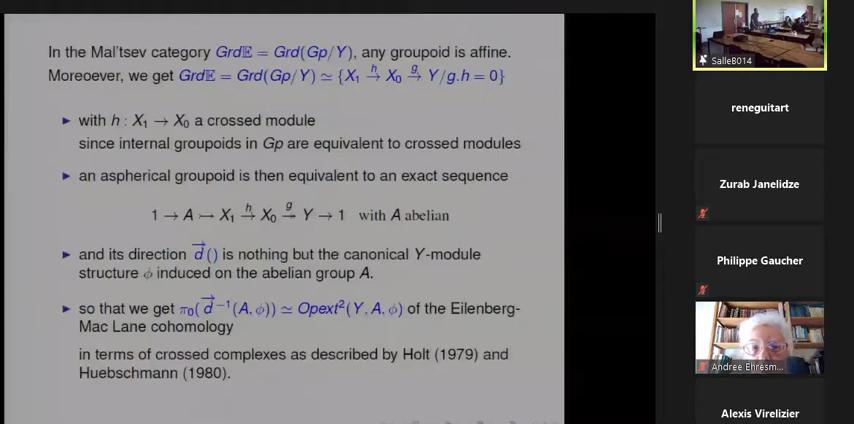 In the Mal'tsev category GrdE = Grd(Gp/Y), any groupoid is affine.
Moreoever, we get GrdE = Grd(Gp/Y) ≃ {X₁ →ʰ X₀ →ᵍ Y/g.h = 0}
► with h : X₁ → X₀ a crossed module
since internal groupoids in Gp are equivalent to crossed modules
► an aspherical groupoid is then equivalent to an exact sequence
1 → A ↣ X₁ →ʰ X₀ →ᵍ Y → 1 with A abelian
► and its direction d⃗() is nothing but the canonical Y-module
structure ϕ induced on the abelian group A.
► so that we get π₀(d⃗⁻¹(A, ϕ)) ≃ Opext²(Y, A, ϕ) of the Eilenberg-
Mac Lane cohomology
in terms of crossed complexes as described by Holt (1979) and
Huebschmann (1980).
SalleB014
reneguitart
Zurab Janelidze
Philippe Gaucher
Andree Ehresm...
Alexis Virelizier